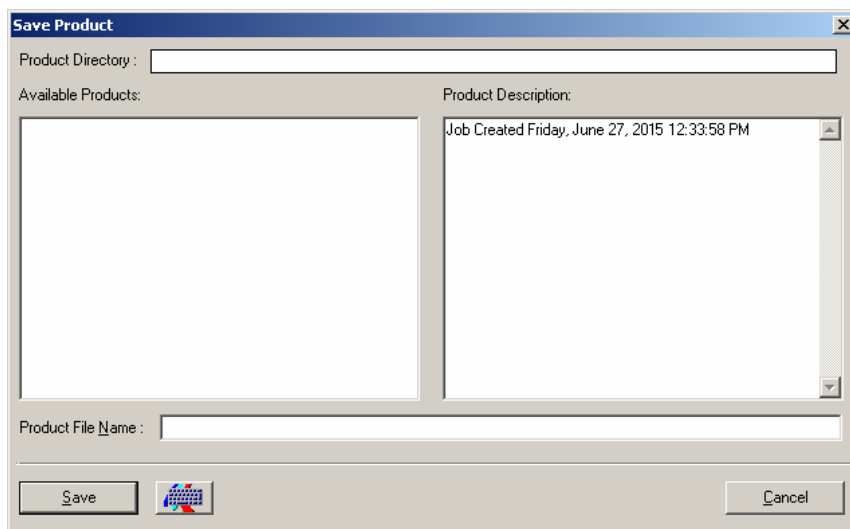 Save Product
Product Directory :
Available Products:
Product Description:
Job Created Friday, June 27, 2015 12:33:58 PM
Product File Name :
Save
Cancel